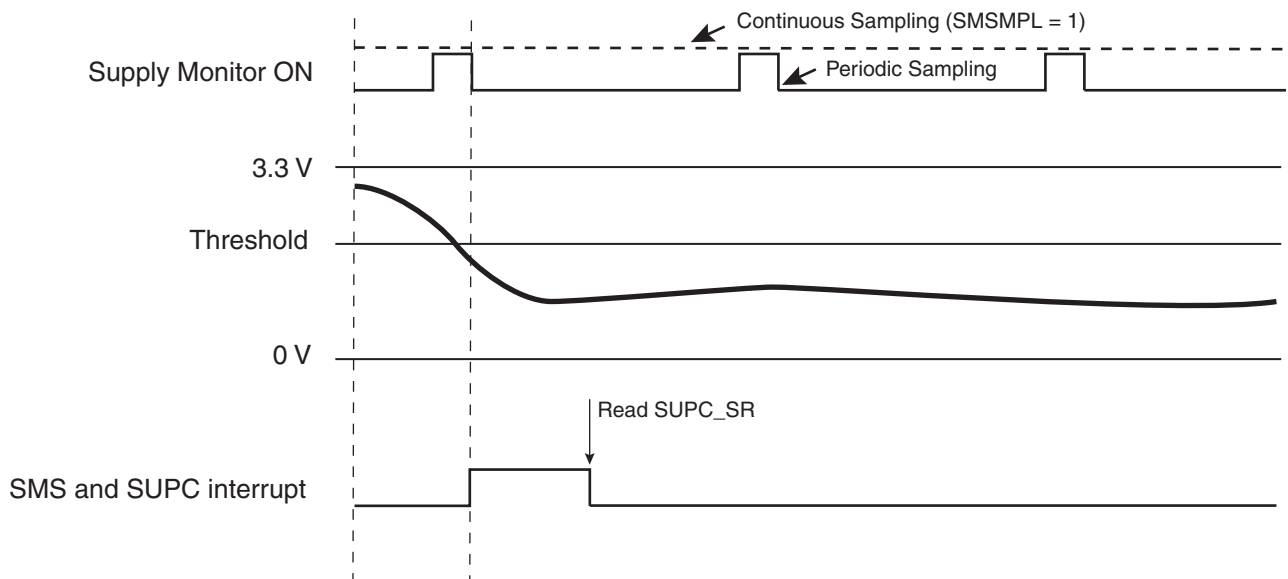 Continuous Sampling (SMSMPL = 1)
Supply Monitor ON
Periodic Sampling
3.3 V
Threshold
0 V
Read SUPC_SR
SMS and SUPC interrupt